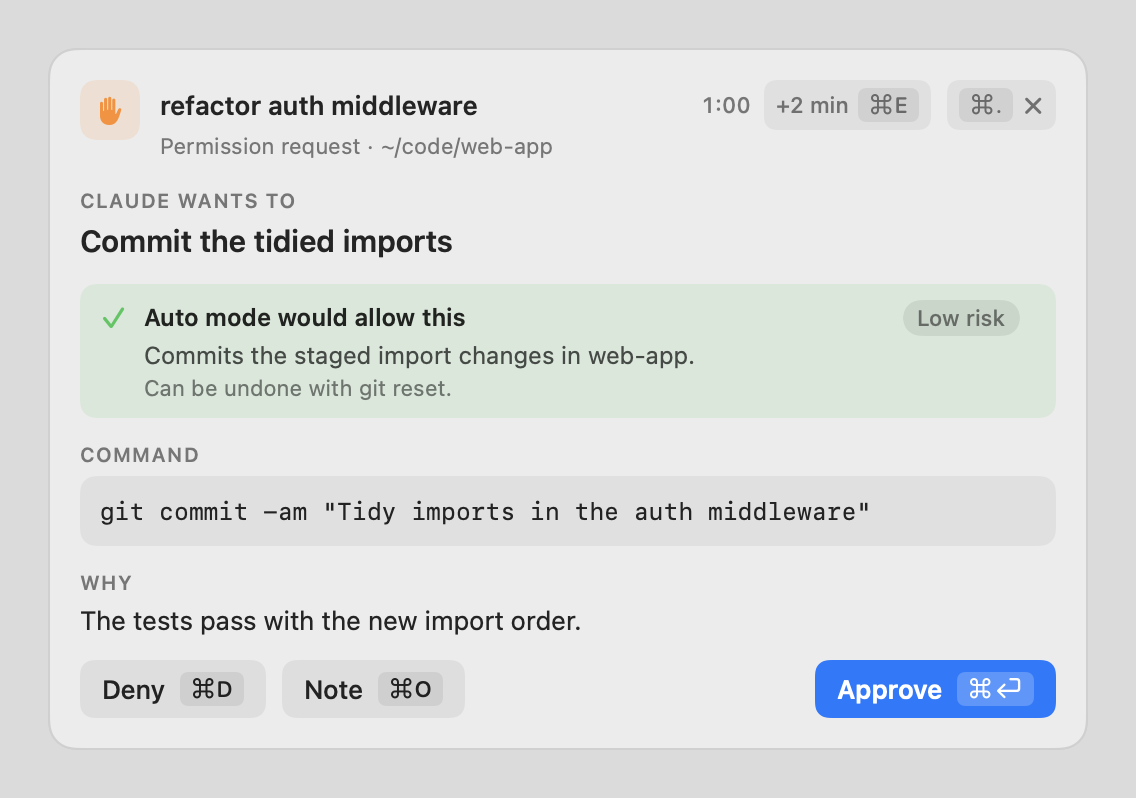 refactor auth middleware
1:00
+2 min ⌘E
⌘. ✕
Permission request · ~/code/web-app
CLAUDE WANTS TO
Commit the tidied imports
Auto mode would allow this
Low risk
Commits the staged import changes in web-app.
Can be undone with git reset.
COMMAND
git commit –am "Tidy imports in the auth middleware"
WHY
The tests pass with the new import order.
Deny ⌘D
Note ⌘O
Approve ⌘↩